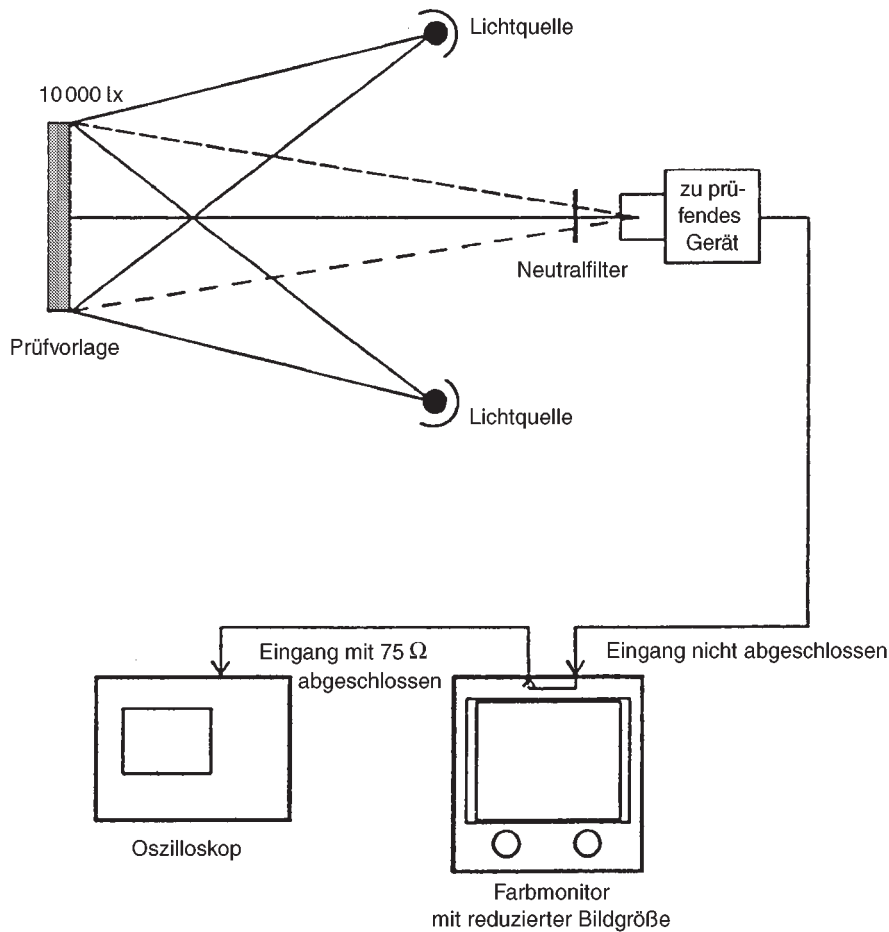 Lichtquelle
10 000 lx
zu prü-
fendes
Gerät
Neutralfilter
Prüfvorlage
Lichtquelle
Eingang mit 75 Ω
abgeschlossen
Eingang nicht abgeschlossen
Oszilloskop
Farbmonitor
mit reduzierter Bildgröße